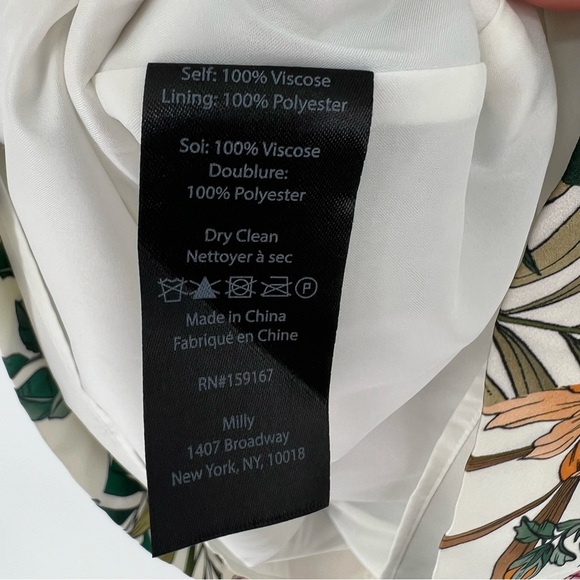 Self: 100% Viscose
Lining: 100% Polyester
Soi: 100% Viscose
Doublure:
100% Polyester
Dry Clean
Nettoyer à sec
P
Made in China
Fabriqué en Chine
RN#159167
Milly
1407 Broadway
New York, NY, 10018